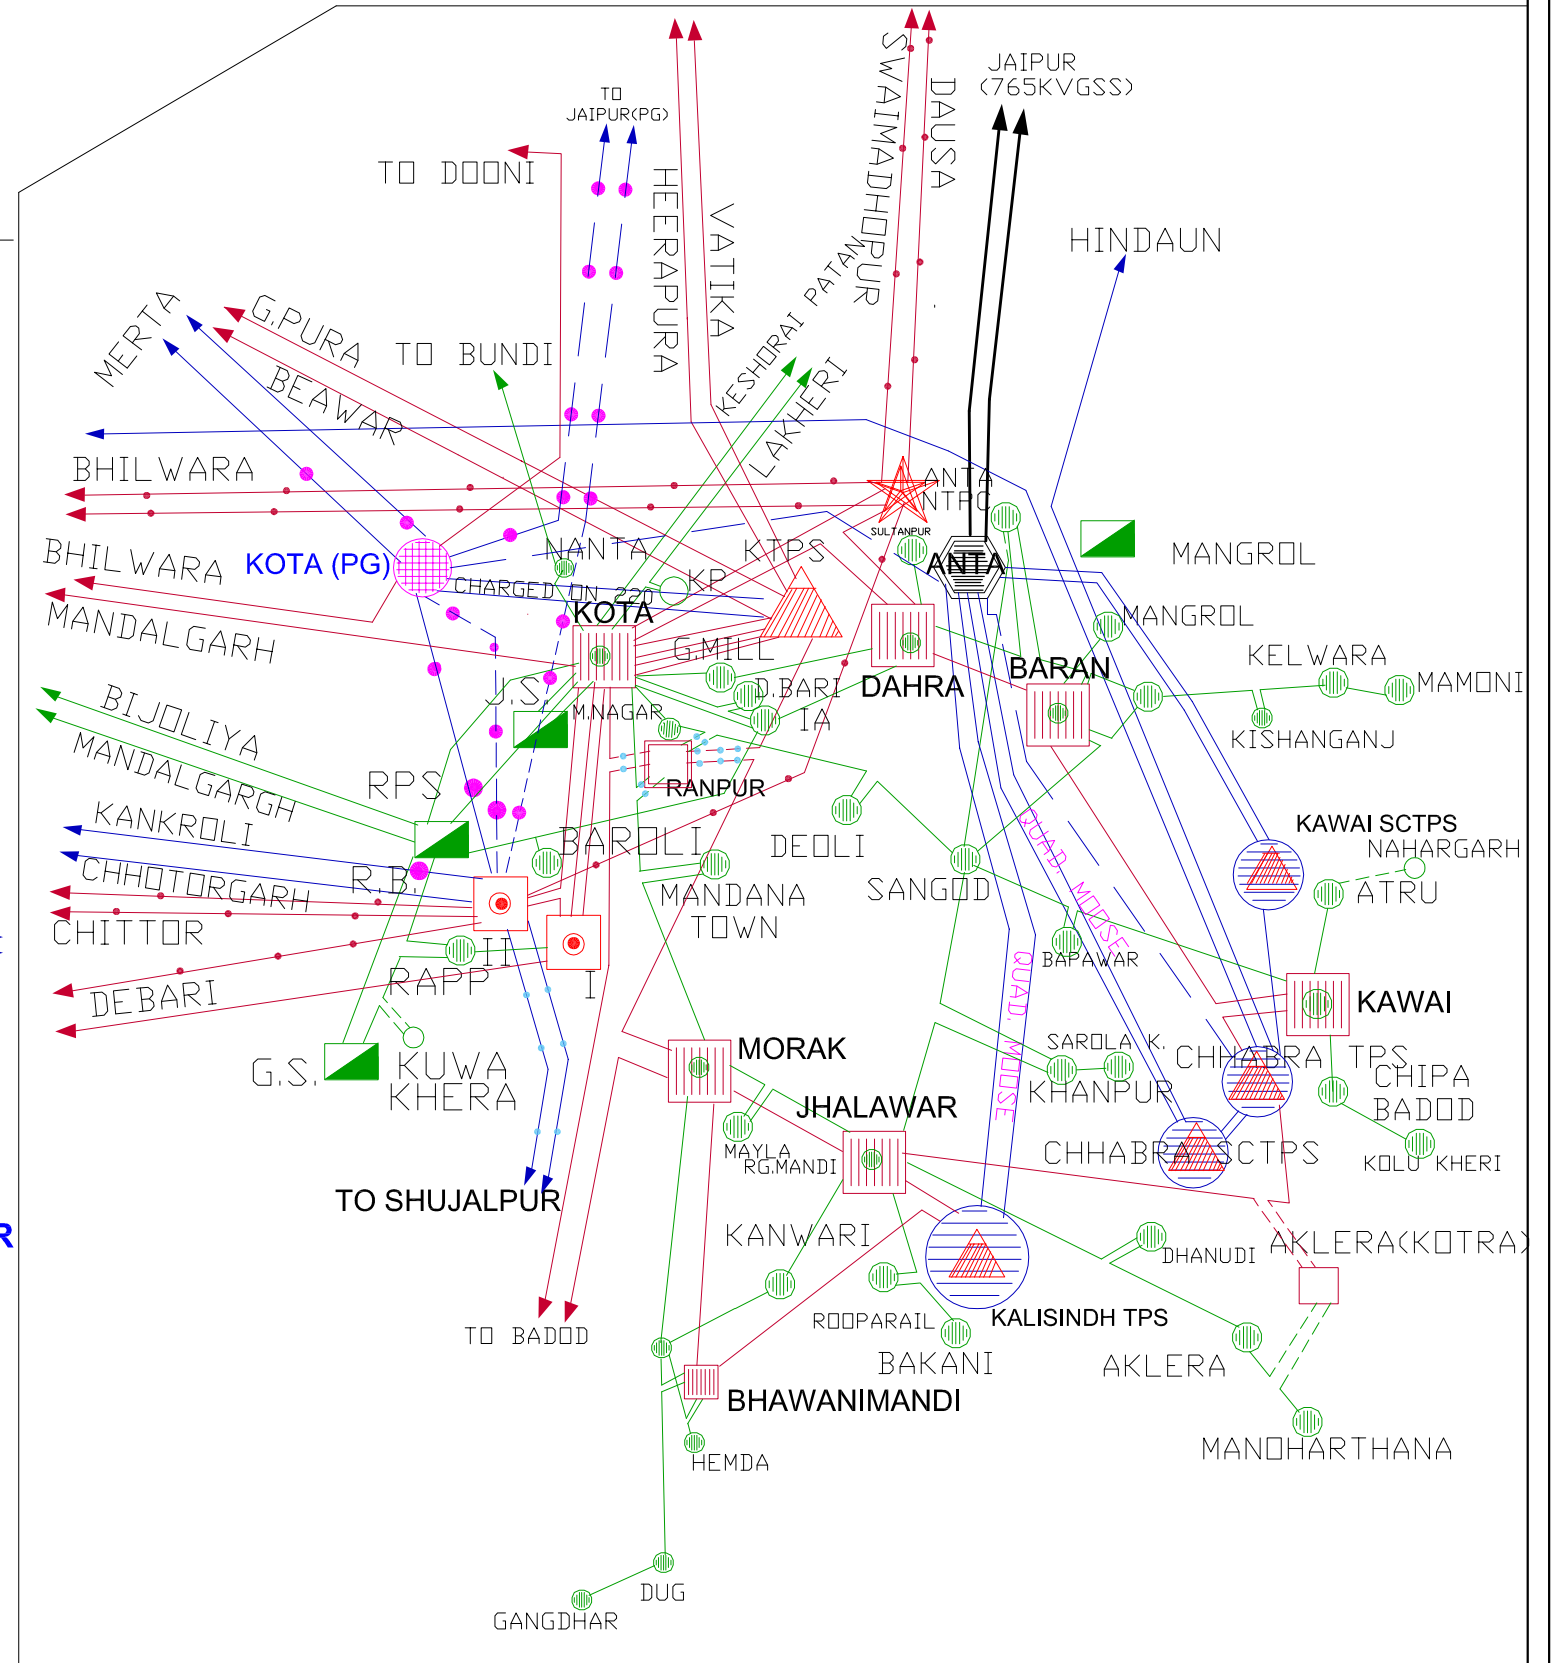 JAIPUR
(765KVGSS)
TO
JAIPUR(PG)
TO DOONI
SWAIMADHOPUR
DAUSA
HEERAPURA
VATIKA
HINDAUN
KESHORAI PATAN
LAKHERI
MERTA
G.PURA
BEAWAR
TO BUNDI
BHILWARA
ANTA
NTPC
SULTANPUR
BHILWARA
KOTA (PG)
NANTA
KTPS
ANTA
MANGROL
CHARGED ON 220
KP
KOTA
MANDALGARH
G.MILL
MANGROL
BARAN
KELWARA
DAHRA
MAMONI
D.BARI
J.S.
M.NAGAR
IA
KISHANGANJ
BIJOLIYA
MANDALGARGH
RPS
RANPUR
KANKROLI
BAROLI
DEOLI
QUAD. MOOSE
KAWAI SCTPS
NAHARGARH
CHHOTORGARH
R.B.
MANDANA
TOWN
SANGOD
ATRU
CHITTOR
II
BAPAWAR
RAPP
I
QUAD. MOOSE
DEBARI
KAWAI
MORAK
SAROLA K.
CHHABRA TPS
G.S.
KUWA
KHERA
KHANPUR
CHIPA
BADOD
JHALAWAR
MAYLA
RG.MANDI
CHHABRA SCTPS
KOLU KHERI
TO SHUJALPUR
R
KANWARI
DHANUDI
AKLERA(KOTRA)
TO BADOD
ROOPARAIL
KALISINDH TPS
BAKANI
AKLERA
BHAWANIMANDI
MANOHARTHANA
HEMDA
DUG
GANGDHAR